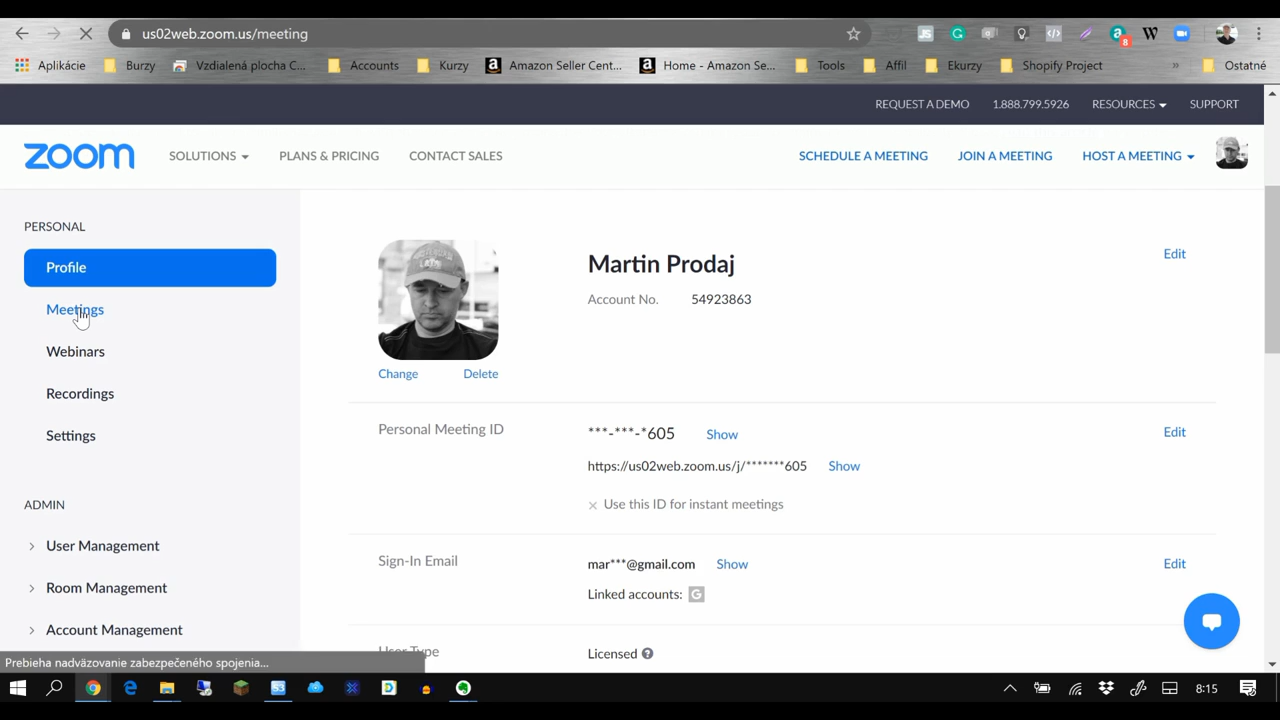 us02web.zoom.us/meeting
8
Aplikácie Burzy Vzdialená plocha C... Accounts Kurzy Amazon Seller Cent... Home - Amazon Se... Tools Affil Ekurzy Shopify Project » Ostatné
REQUEST A DEMO 1.888.799.5926 RESOURCES SUPPORT
zoom SOLUTIONS PLANS & PRICING CONTACT SALES SCHEDULE A MEETING JOIN A MEETING HOST A MEETING
PERSONAL
Profile
Meetings
Webinars
Recordings
Settings
ADMIN
User Management
Room Management
Account Management
Martin Prodaj Edit
Account No. 54923863
Change Delete
Personal Meeting ID ***-***-*605 Show Edit
https://us02web.zoom.us/j/*******605 Show
× Use this ID for instant meetings
Sign-In Email mar***@gmail.com Show Edit
Linked accounts: G
User Type Licensed ?
Prebieha nadväzovanie zabezpečeného spojenia...
8:15